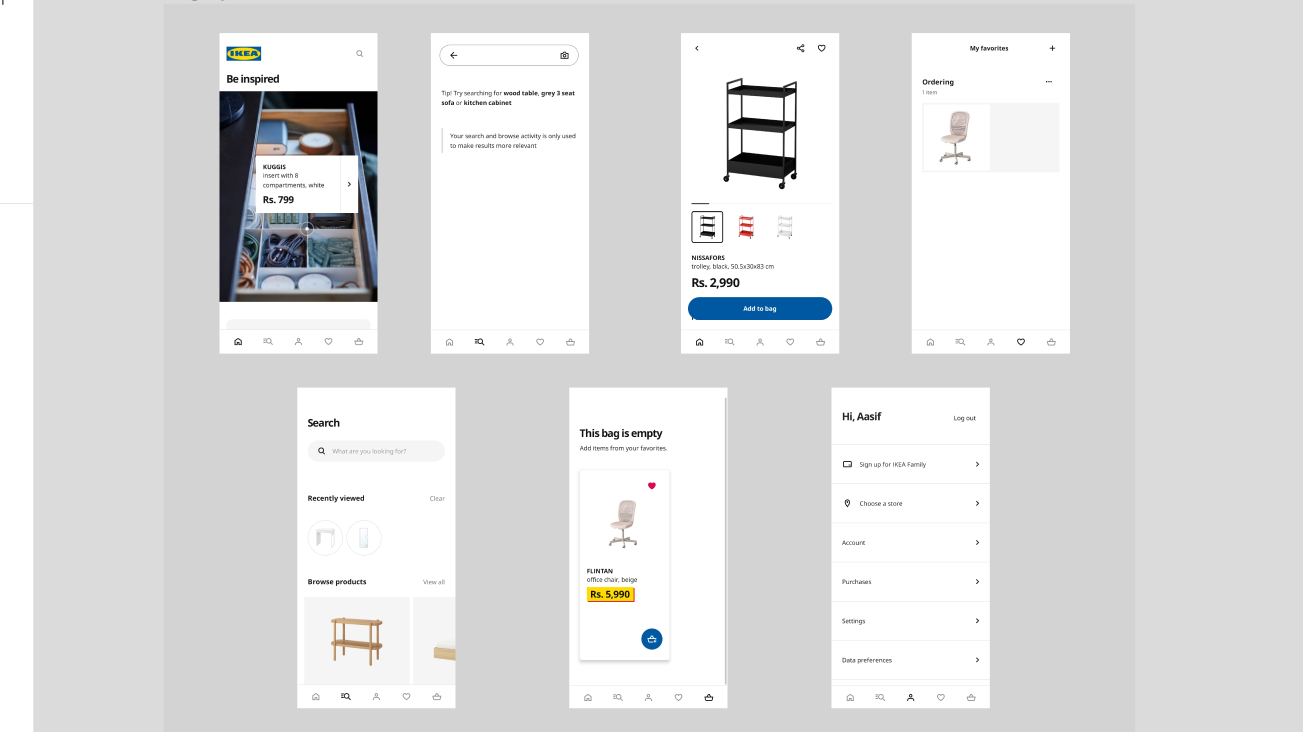 IKEA
Be inspired
KUGGIS
insert with 8
compartments, white
Rs. 799
Tip! Try searching for wood table, grey 3 seat
sofa or kitchen cabinet
Your search and browse activity is only used
to make results more relevant
NISSAFORS
trolley, black, 50.5x30x83 cm
Rs. 2,990
Add to bag
My favorites
Ordering
1 item
Search
What are you looking for?
Recently viewed
Clear
Browse products
View all
This bag is empty
Add items from your favorites.
FLINTAN
office chair, beige
Rs. 5,990
Hi, Aasif
Log out
Sign up for IKEA Family
Choose a store
Account
Purchases
Settings
Data preferences